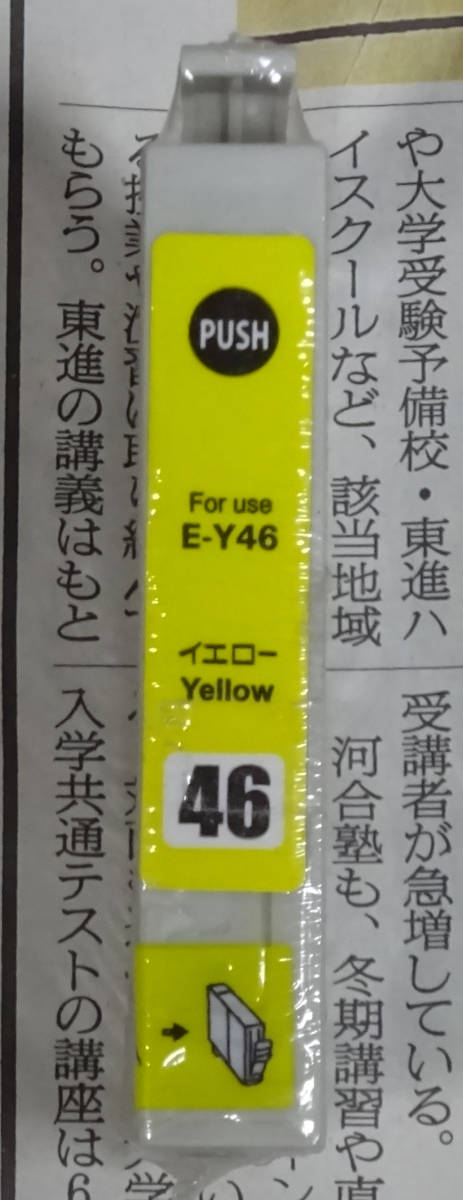 PUSH
For use
E-Y46
イエロー
Yellow
46
や大学受験予備校・東進ハ
イスクールなど、該当地域
もらう。東進の講義はもと
受講者が急増している。
河合塾も、冬期講習や直
入学共通テストの講座は6